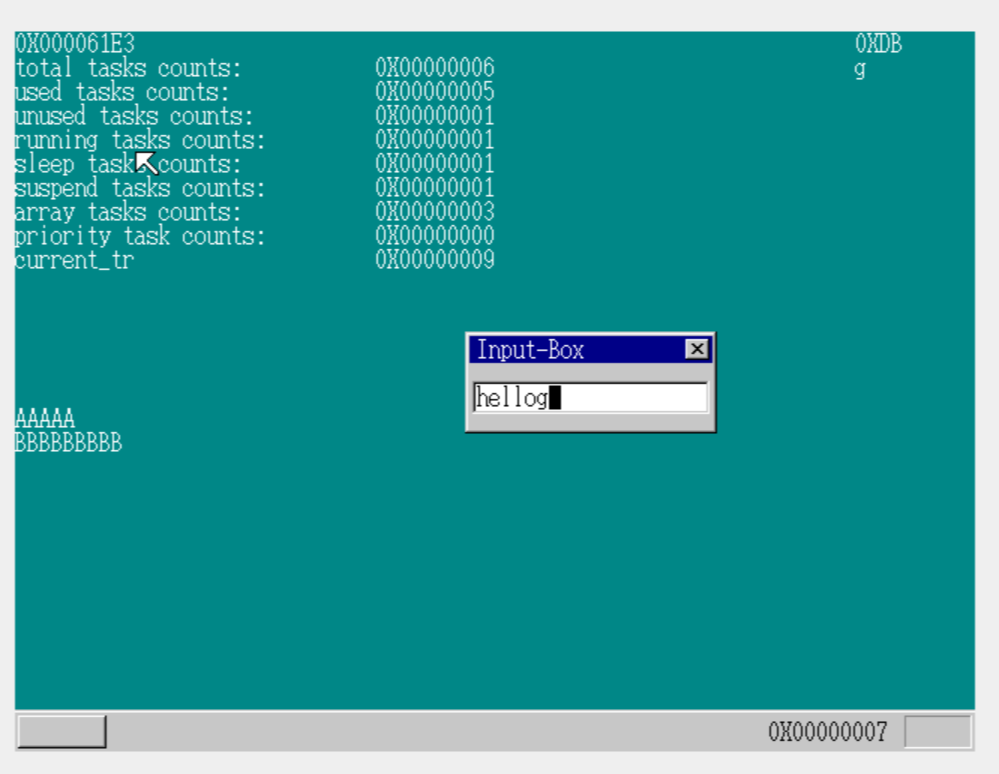 0X000061E3 0XDB
total tasks counts: 0X00000006 g
used tasks counts: 0X00000005
unused tasks counts: 0X00000001
running tasks counts: 0X00000001
sleep task counts: 0X00000001
suspend tasks counts: 0X00000001
array tasks counts: 0X00000003
priority task counts: 0X00000000
current_tr 0X00000009
Input-Box
hellog
AAAAA
BBBBBBBBB
0X00000007